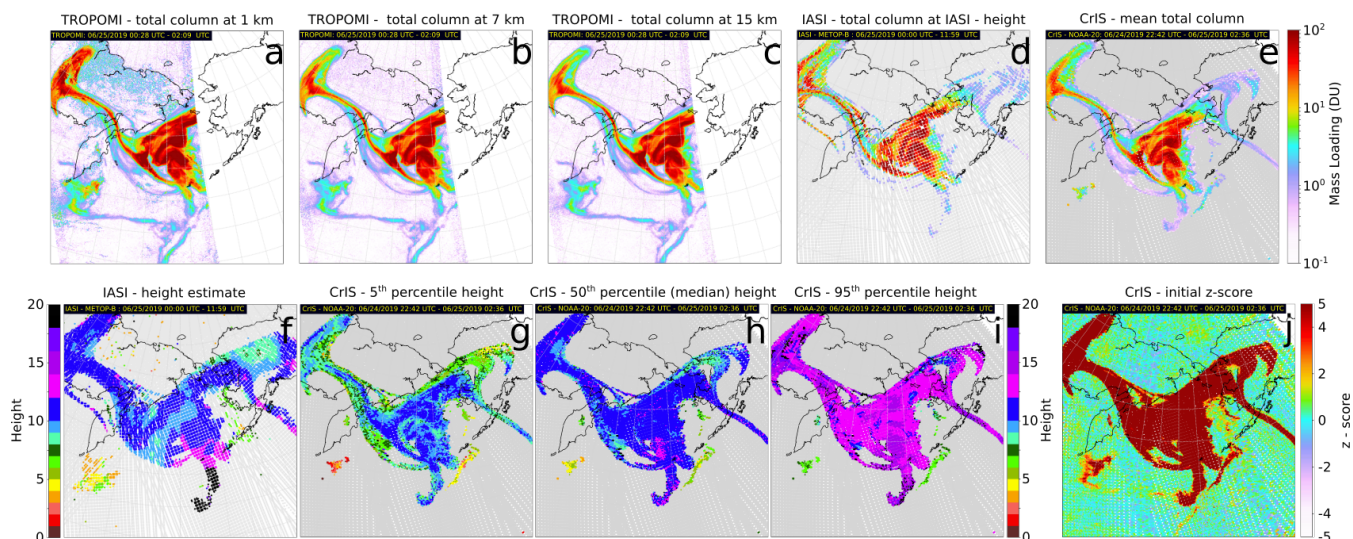 TROPOMI - total column at 1 km
TROPOMI - total column at 7 km
TROPOMI - total column at 15 km
IASI - total column at IASI - height
CrIS - mean total column
TROPOMI: 06/25/2019 00:28 UTC - 02:09 UTC
TROPOMI: 06/25/2019 00:28 UTC - 02:09 UTC
TROPOMI: 06/25/2019 00:28 UTC - 02:09 UTC
IASI - METOP-B : 06/25/2019 00:00 UTC - 11:59 UTC
CrIS - NOAA-20: 06/24/2019 22:42 UTC - 06/25/2019 02:36 UTC
a
b
c
d
e
10²
10¹
10⁰
10⁻¹
Mass Loading (DU)
IASI - height estimate
CrIS - 5th percentile height
CrIS - 50th percentile (median) height
CrIS - 95th percentile height
CrIS - initial z-score
IASI - METOP-B : 06/25/2019 00:00 UTC - 11:59 UTC
CrIS - NOAA-20: 06/24/2019 22:42 UTC - 06/25/2019 02:36 UTC
CrIS - NOAA-20: 06/24/2019 22:42 UTC - 06/25/2019 02:36 UTC
CrIS - NOAA-20: 06/24/2019 22:42 UTC - 06/25/2019 02:36 UTC
CrIS - NOAA-20: 06/24/2019 22:42 UTC - 06/25/2019 02:36 UTC
f
g
h
i
j
Height
20
15
10
5
0
20
15
10
5
0
Height
5
4
2
0
-2
-4
-5
z - score